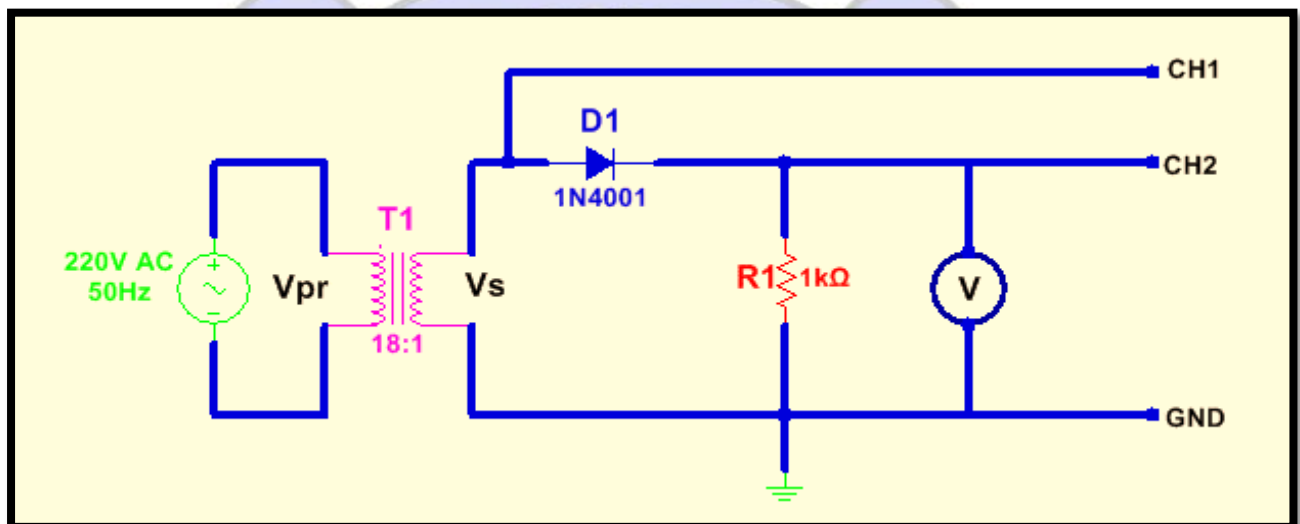 CH1
D1
CH2
1N4001
T1
220V AC
50Hz
Vpr
Vs
R1 1kΩ
V
18:1
GND